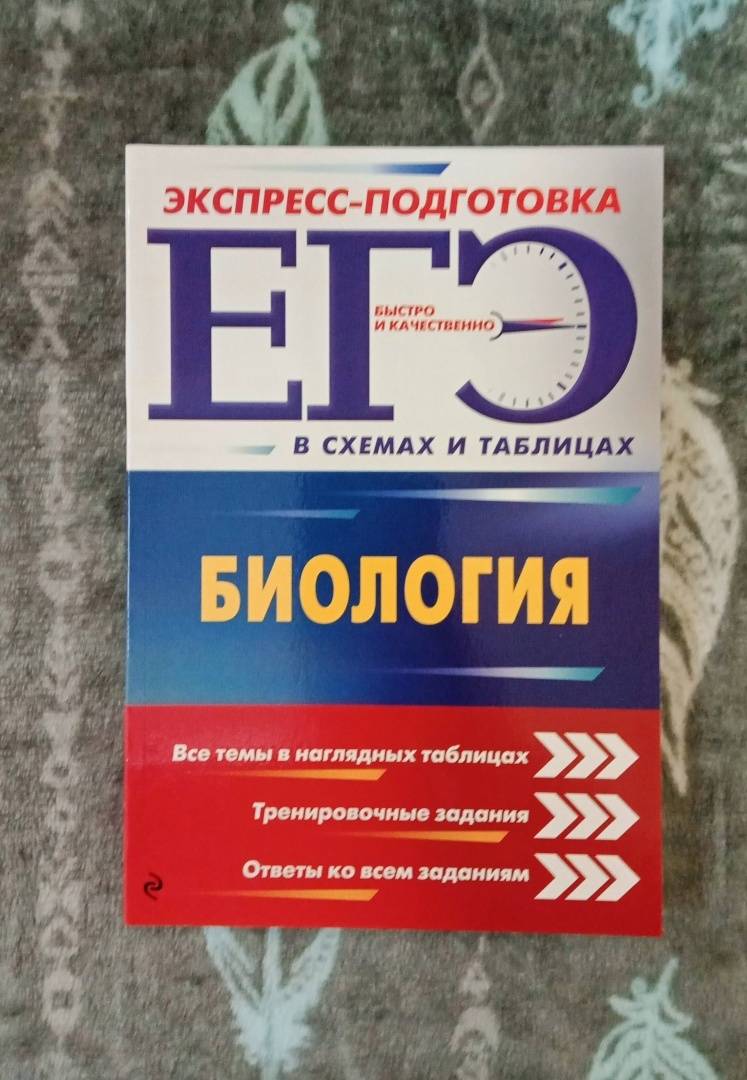 ЭКСПРЕСС-ПОДГОТОВКА
ЕГЭ
БЫСТРО
И КАЧЕСТВЕННО
В СХЕМАХ И ТАБЛИЦАХ
БИОЛОГИЯ
Все темы в наглядных таблицах
Тренировочные задания
Ответы ко всем заданиям